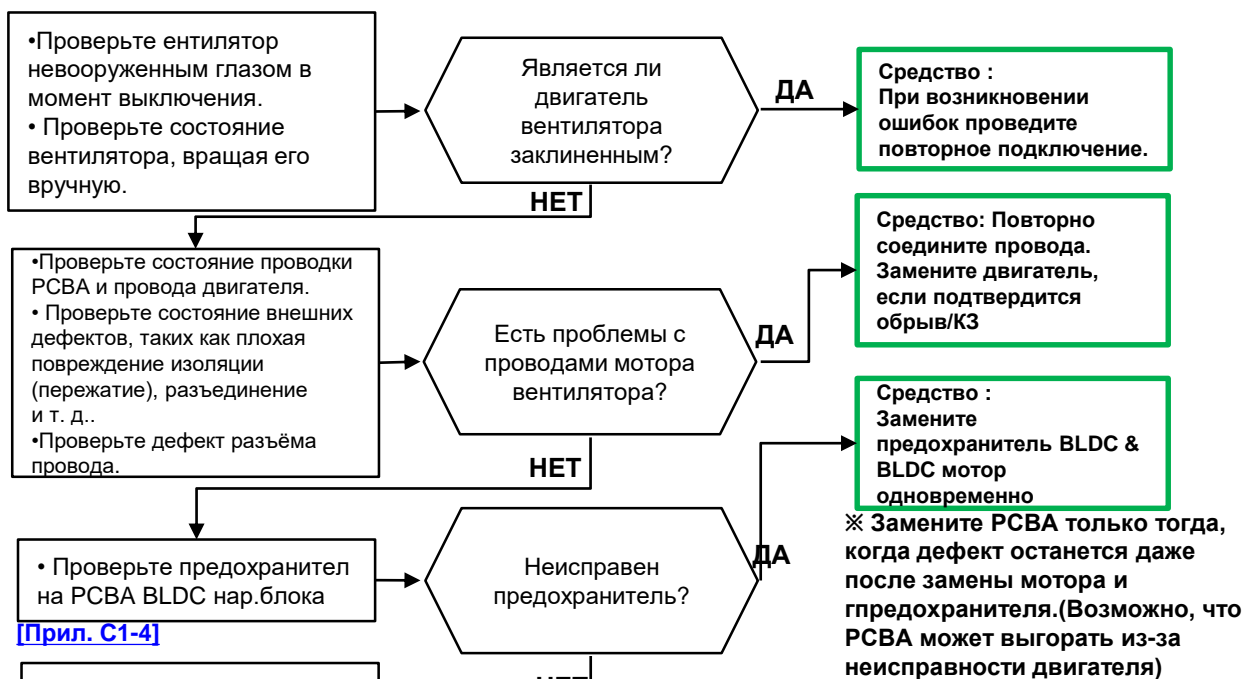 •Проверьте ентилятор
невооруженным глазом в
момент выключения.
• Проверьте состояние
вентилятора, вращая его
вручную.
Является ли
двигатель
вентилятора
заклиненным?
ДА
Средство :
При возникновении
ошибок проведите
повторное подключение.
НЕТ
•Проверьте состояние проводки
PCBA и провода двигателя.
• Проверьте состояние внешних
дефектов, таких как плохая
повреждение изоляции
(пережатие), разъединение
и т. д..
•Проверьте дефект разъёма
провода.
Есть проблемы с
проводами мотора
вентилятора?
ДА
Средство: Повторно
соедините провода.
Замените двигатель,
если подтвердится
обрыв/КЗ
НЕТ
• Проверьте предохранител
на PCBA BLDC нар.блока
[Прил. C1-4]
Неисправен
предохранитель?
ДА
Средство :
Замените
предохранитель BLDC &
BLDC мотор
одновременно
※ Замените PCBA только тогда,
когда дефект останется даже
после замены мотора и
гпредохранителя.(Возможно, что
PCBA может выгорать из-за
неисправности двигателя)
НЕТ